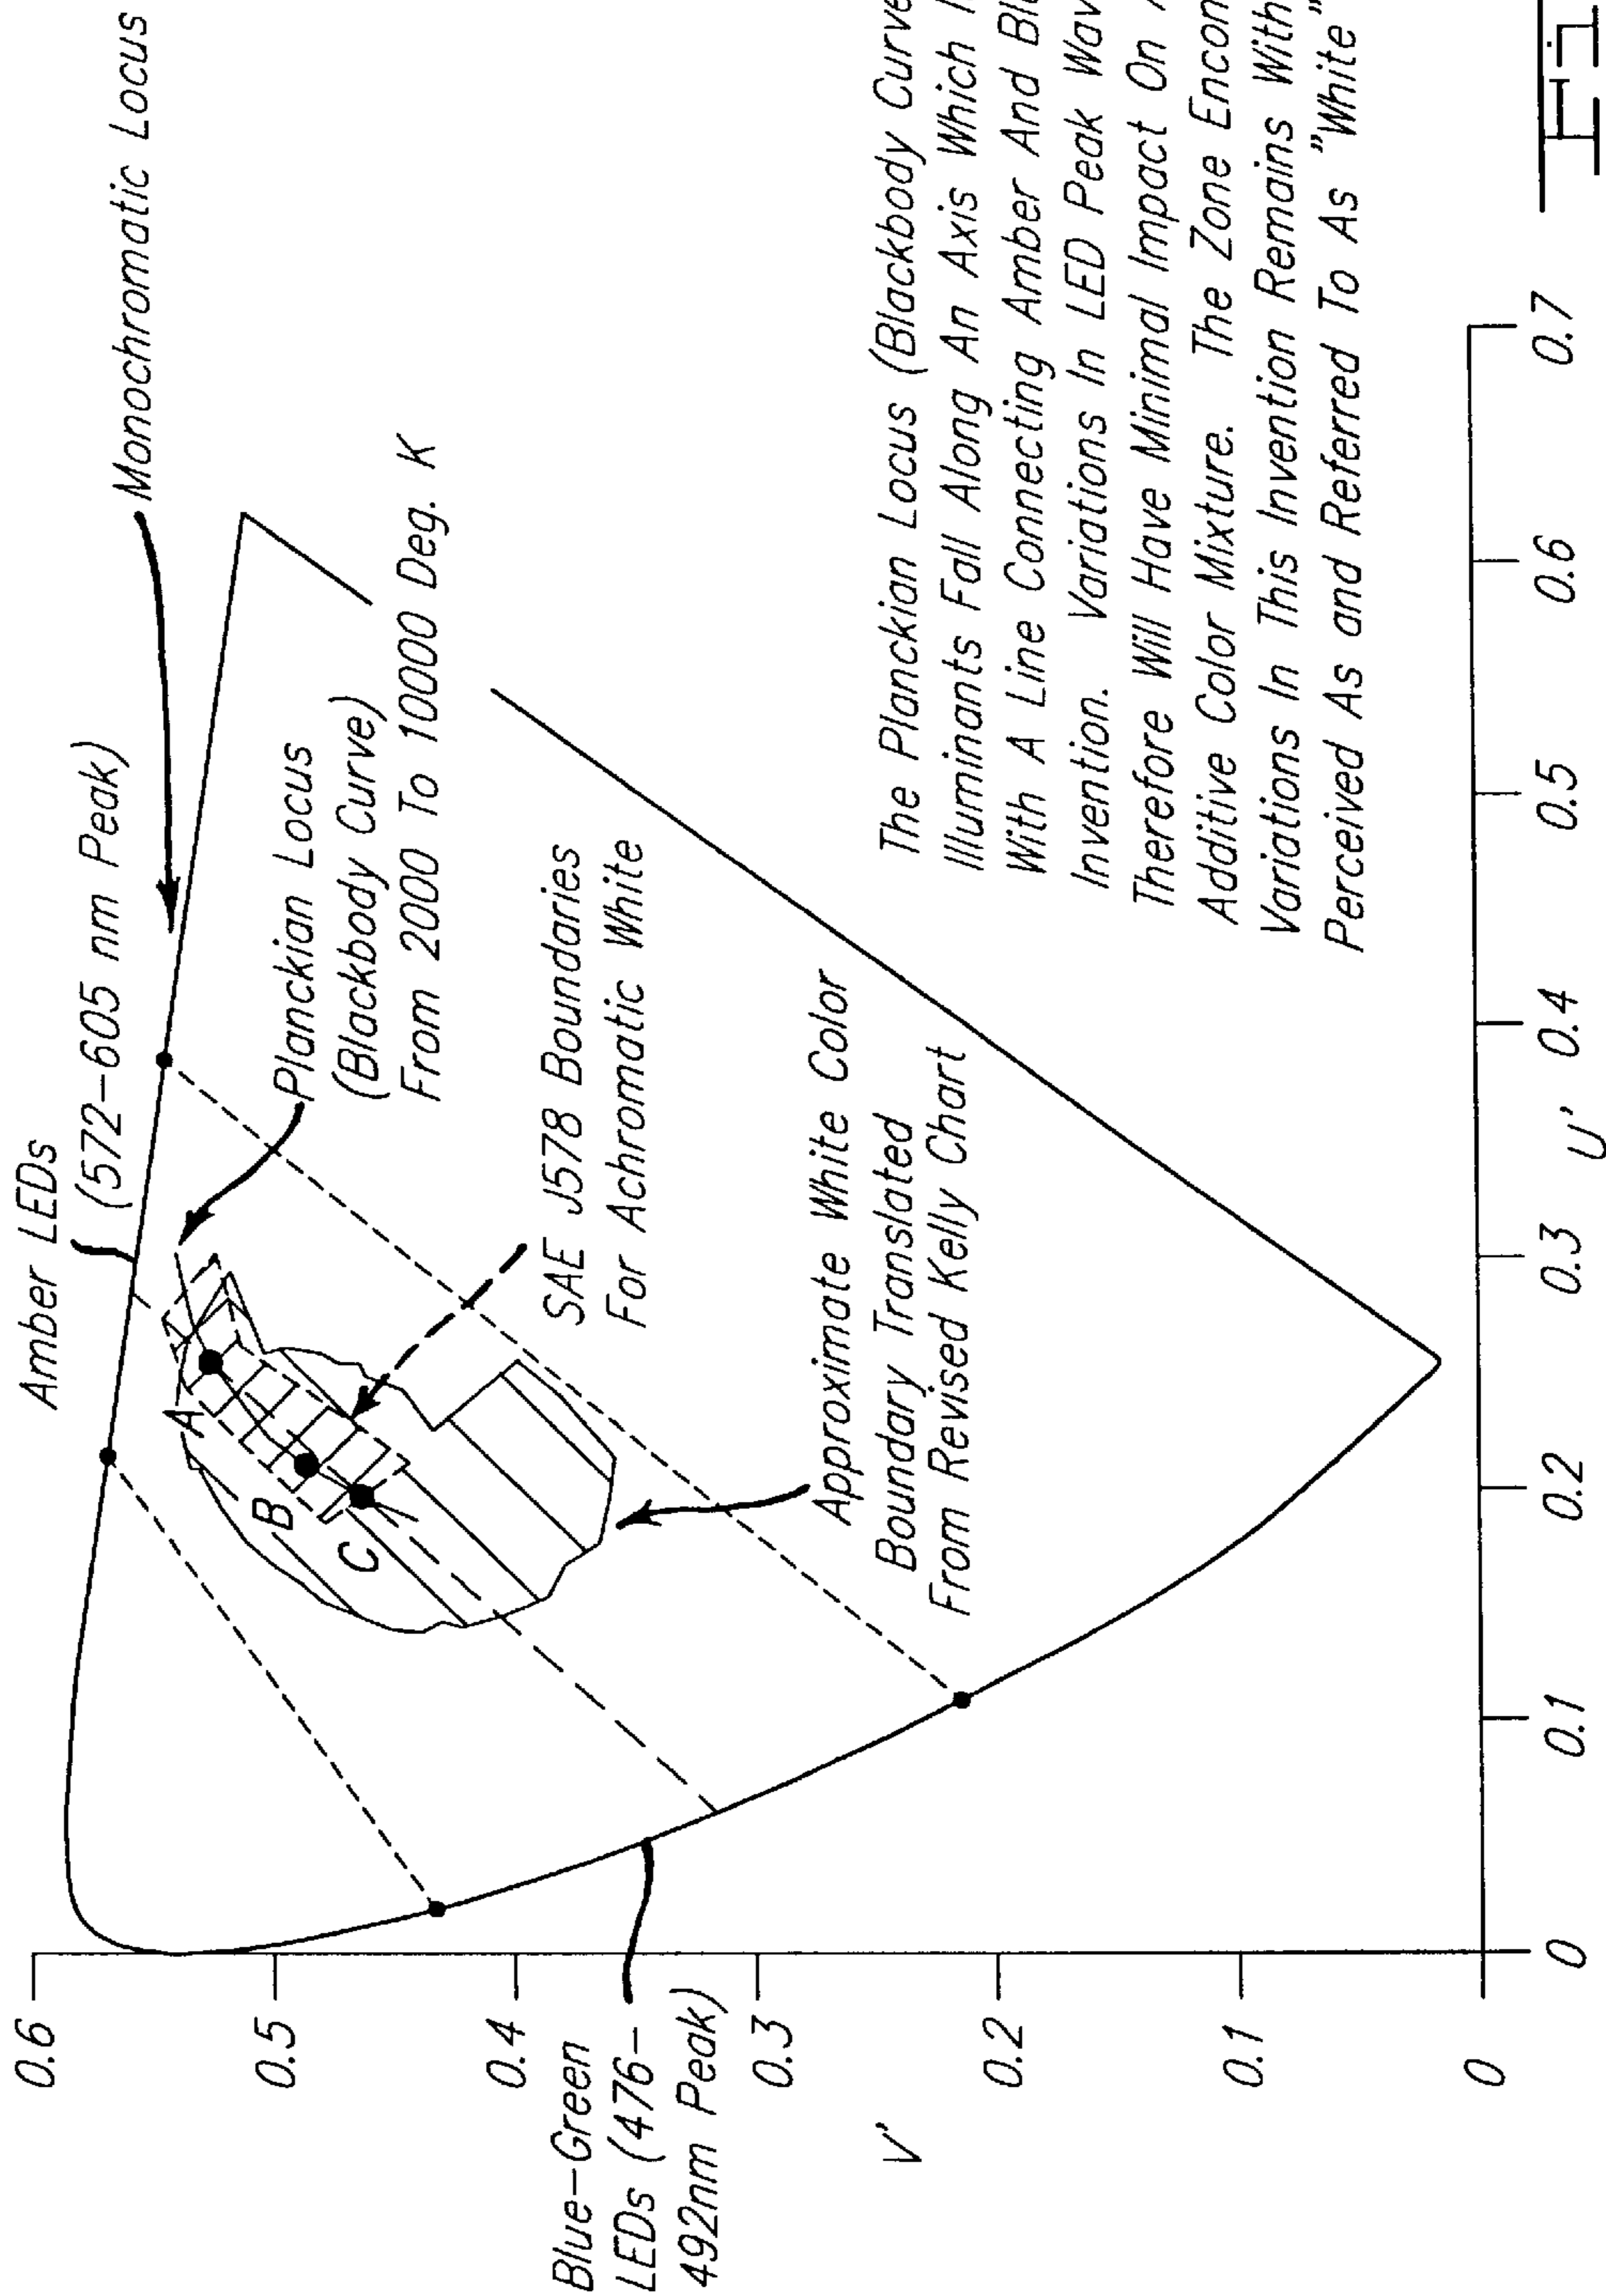 Amber LEDs
(572-605 nm Peak)
Monochromatic Locus
Planckian Locus
(Blackbody Curve)
From 2000 To 10000 Deg. K
SAE J578 Boundaries
For Achromatic White
Approximate White Color
Boundary Translated
From Revised Kelly Chart
A
B
C
Blue-Green
LEDs (476-
492nm Peak)
V'
0.6
0.5
0.4
0.3
0.2
0.1
0
0
0.1
0.2
0.3
0.4
0.5
0.6
0.7
U'
The Planckian Locus (Blackbody Curve
Illuminants Fall Along An Axis Which
With A Line Connecting Amber And
Invention. Variations In LED Peak
Therefore Will Have Minimal Impact On
Additive Color Mixture. The Zone
Variations In This Invention Remains
Perceived As and Referred To As "White"